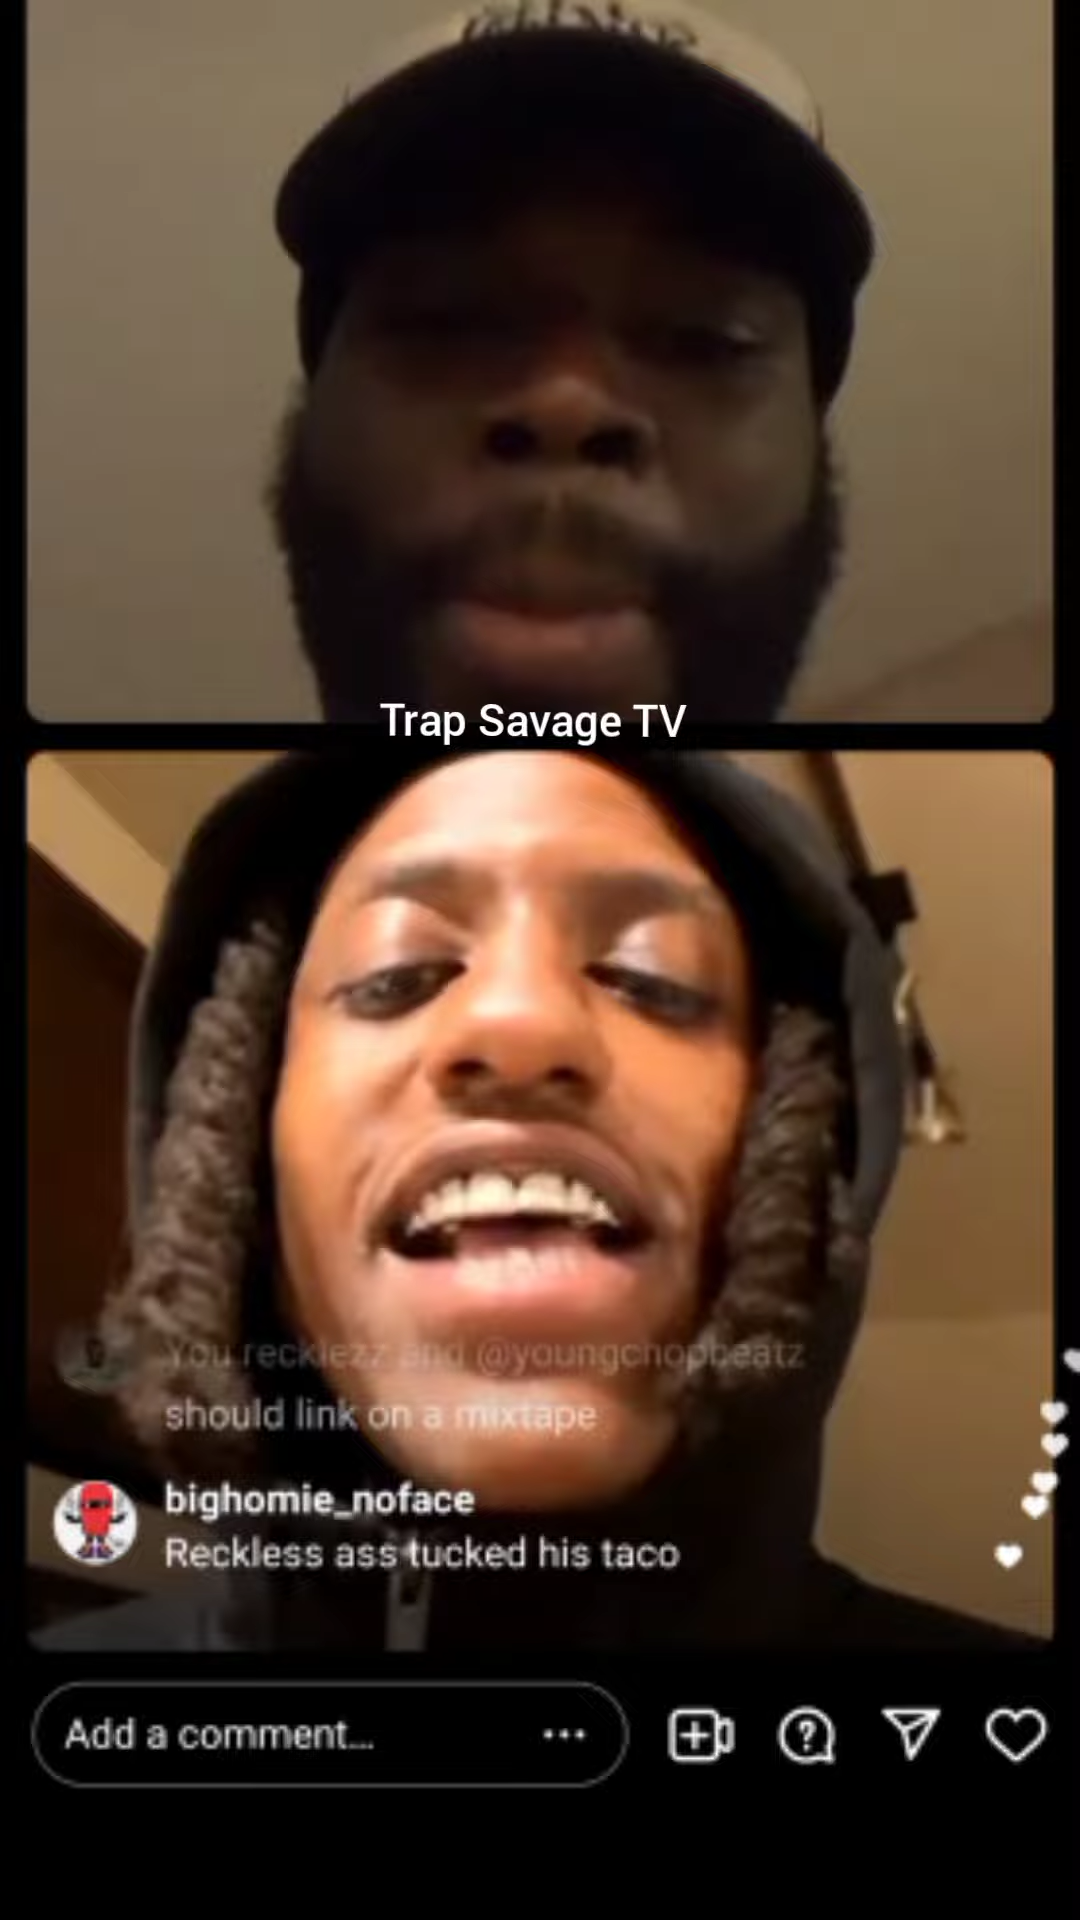 Trap Savage TV
You recklezz and @youngchopbeatz
should link on a mixtape
bighomie_noface
Reckless ass tucked his taco
Add a comment...